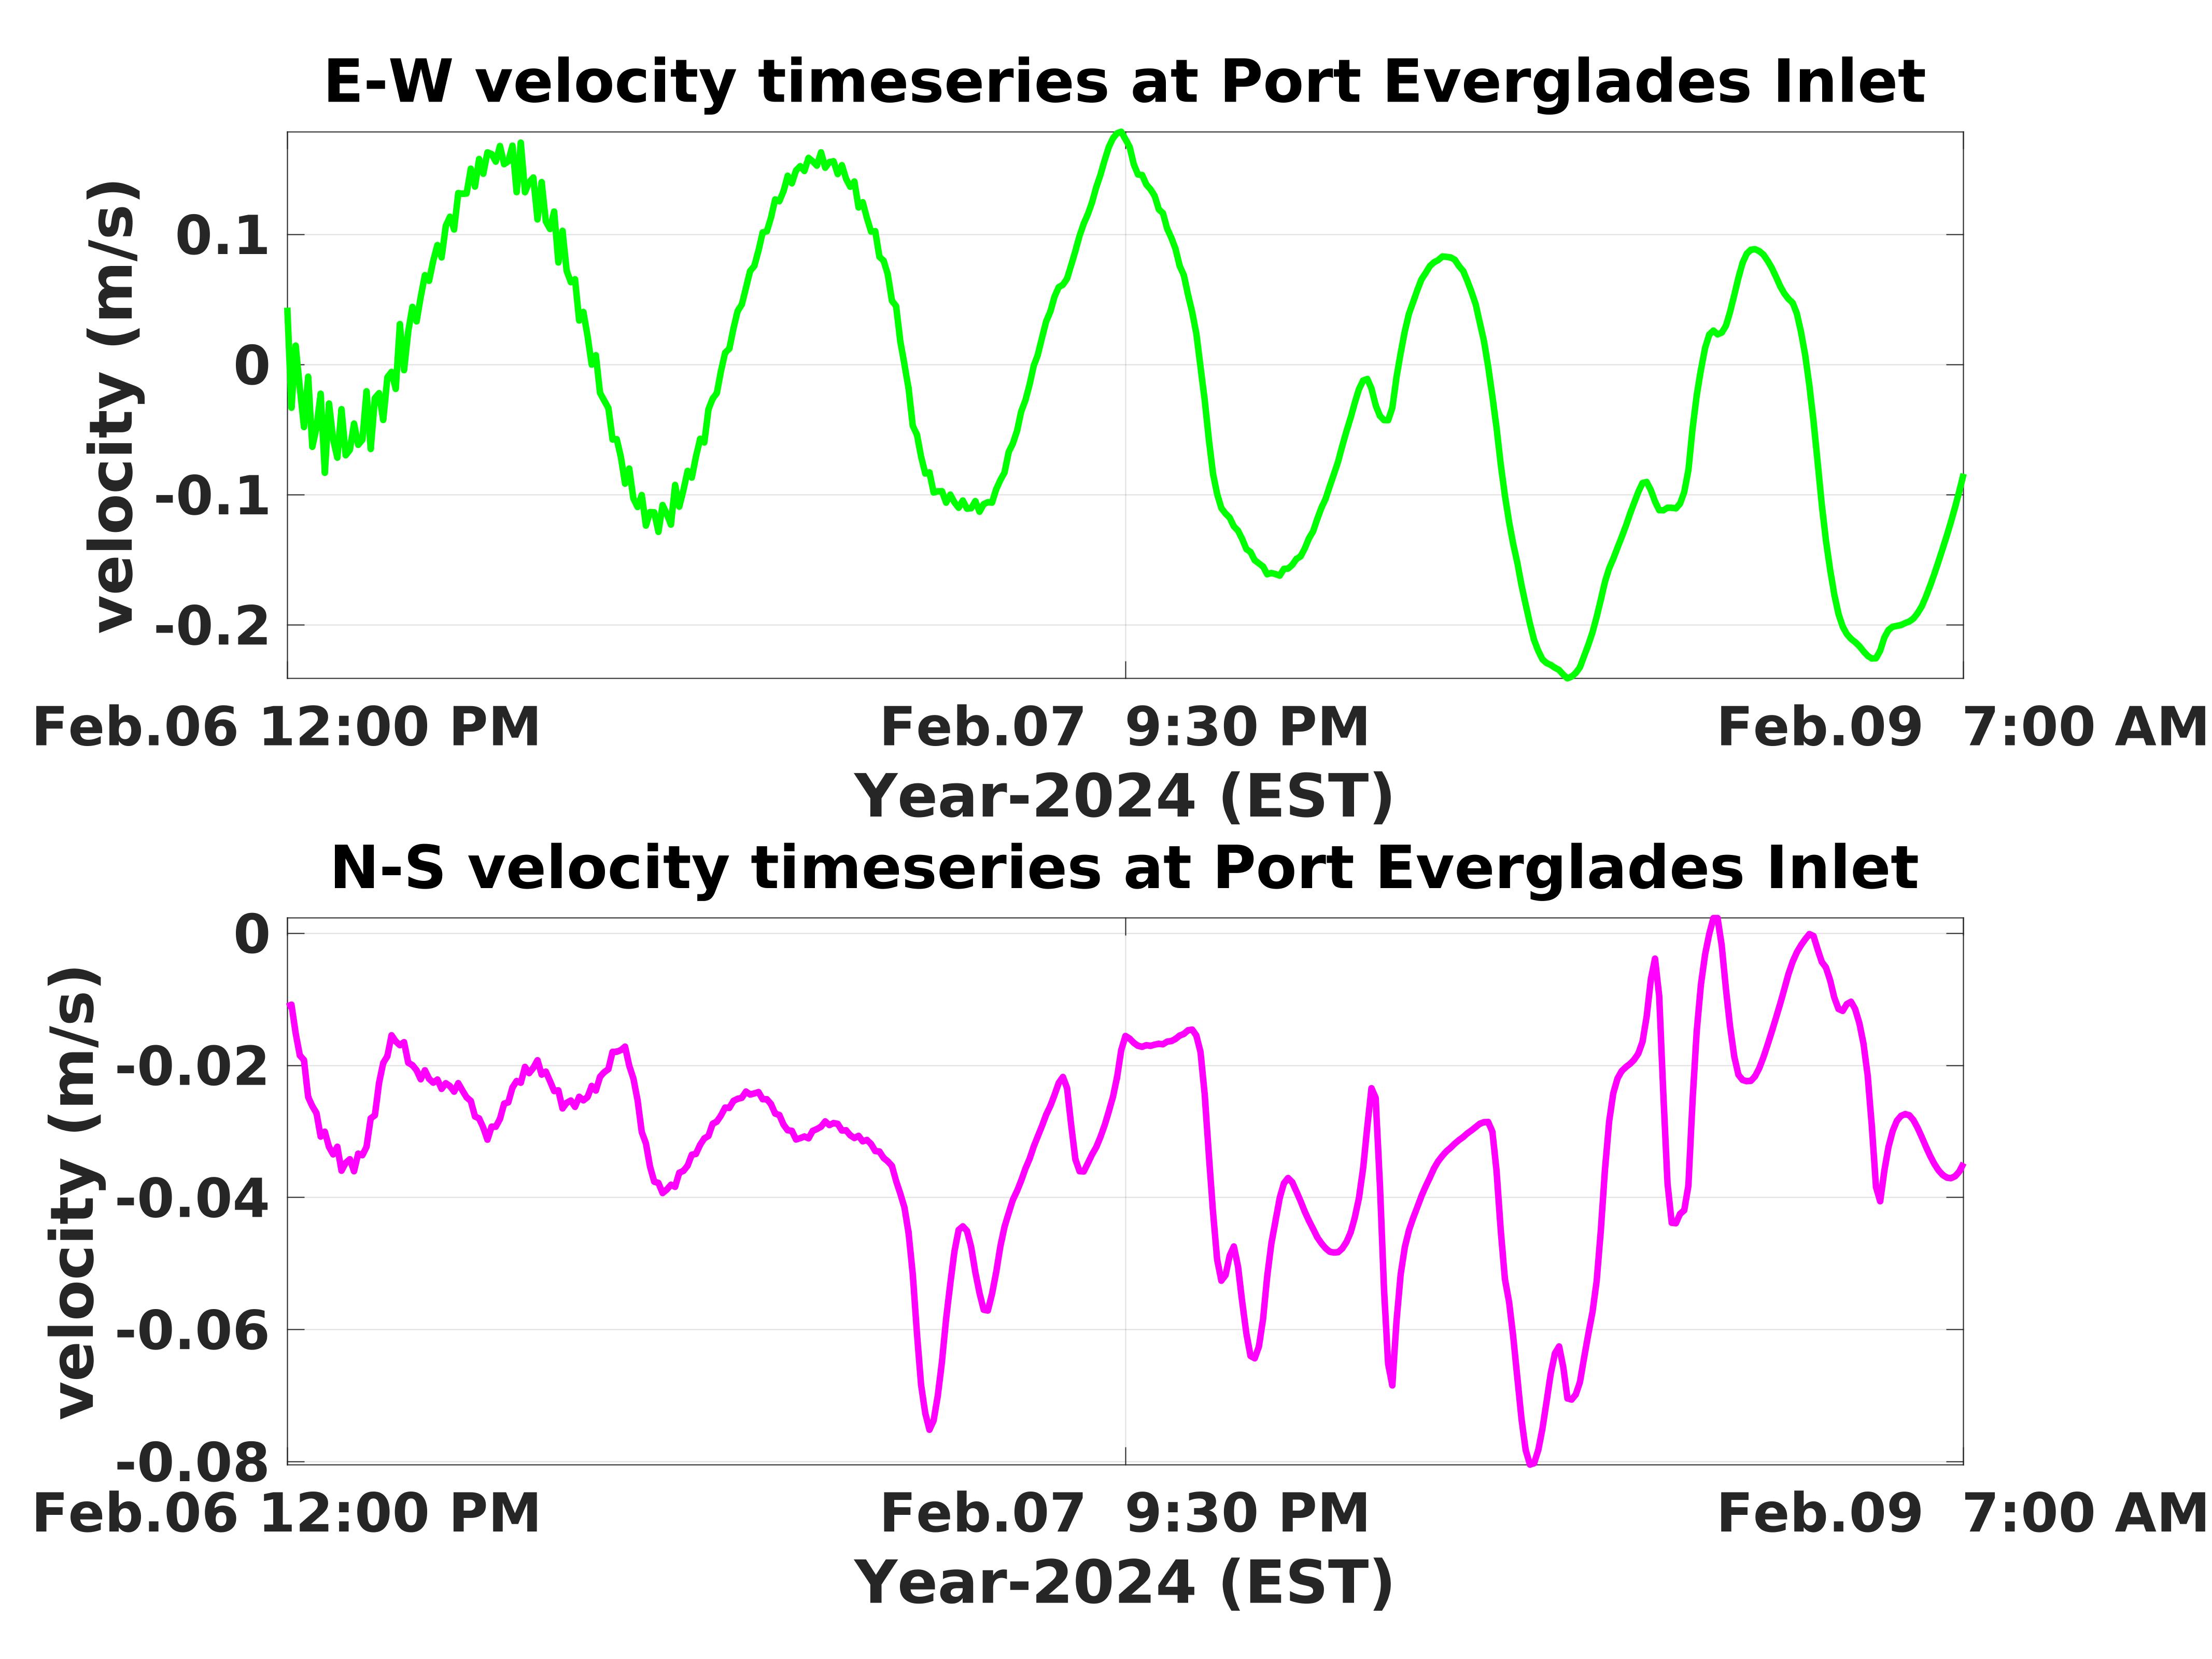 E-W velocity timeseries at Port Everglades Inlet
velocity (m/s)
0.1
0
-0.1
-0.2
Feb.06 12:00 PM Feb.07 9:30 PM Feb.09 7:00 AM
Year-2024 (EST)
N-S velocity timeseries at Port Everglades Inlet
velocity (m/s)
0
-0.02
-0.04
-0.06
-0.08
Feb.06 12:00 PM Feb.07 9:30 PM Feb.09 7:00 AM
Year-2024 (EST)